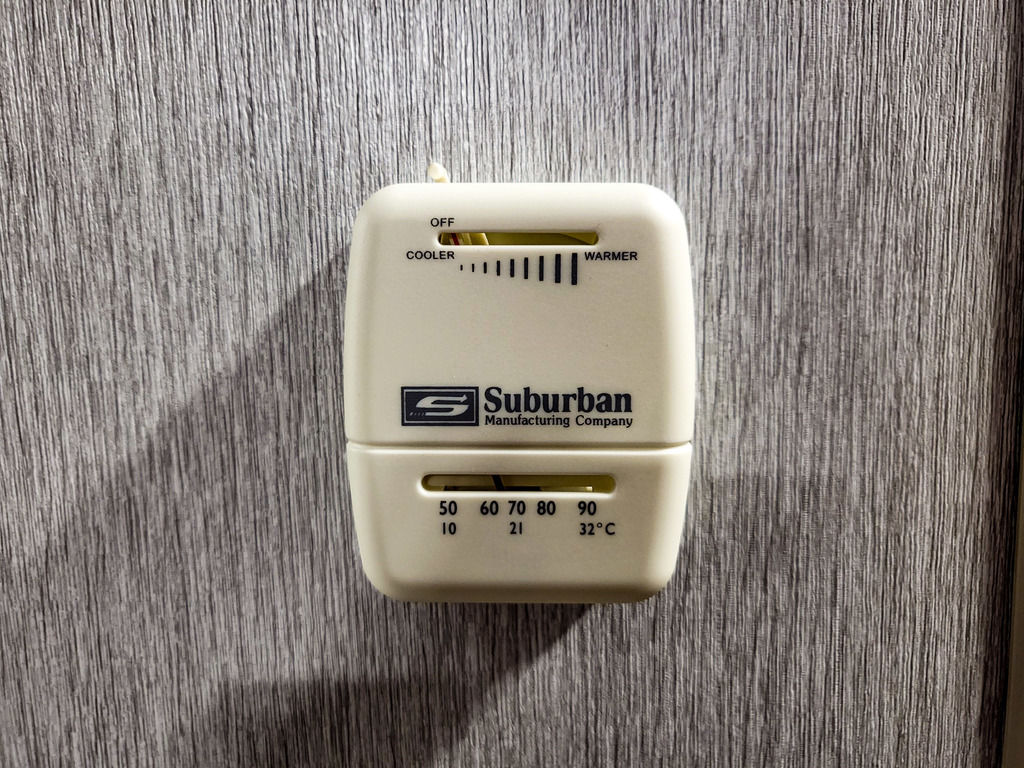 OFF
COOLER WARMER
Suburban
Manufacturing Company
50 60 70 80 90
10 21 32°C